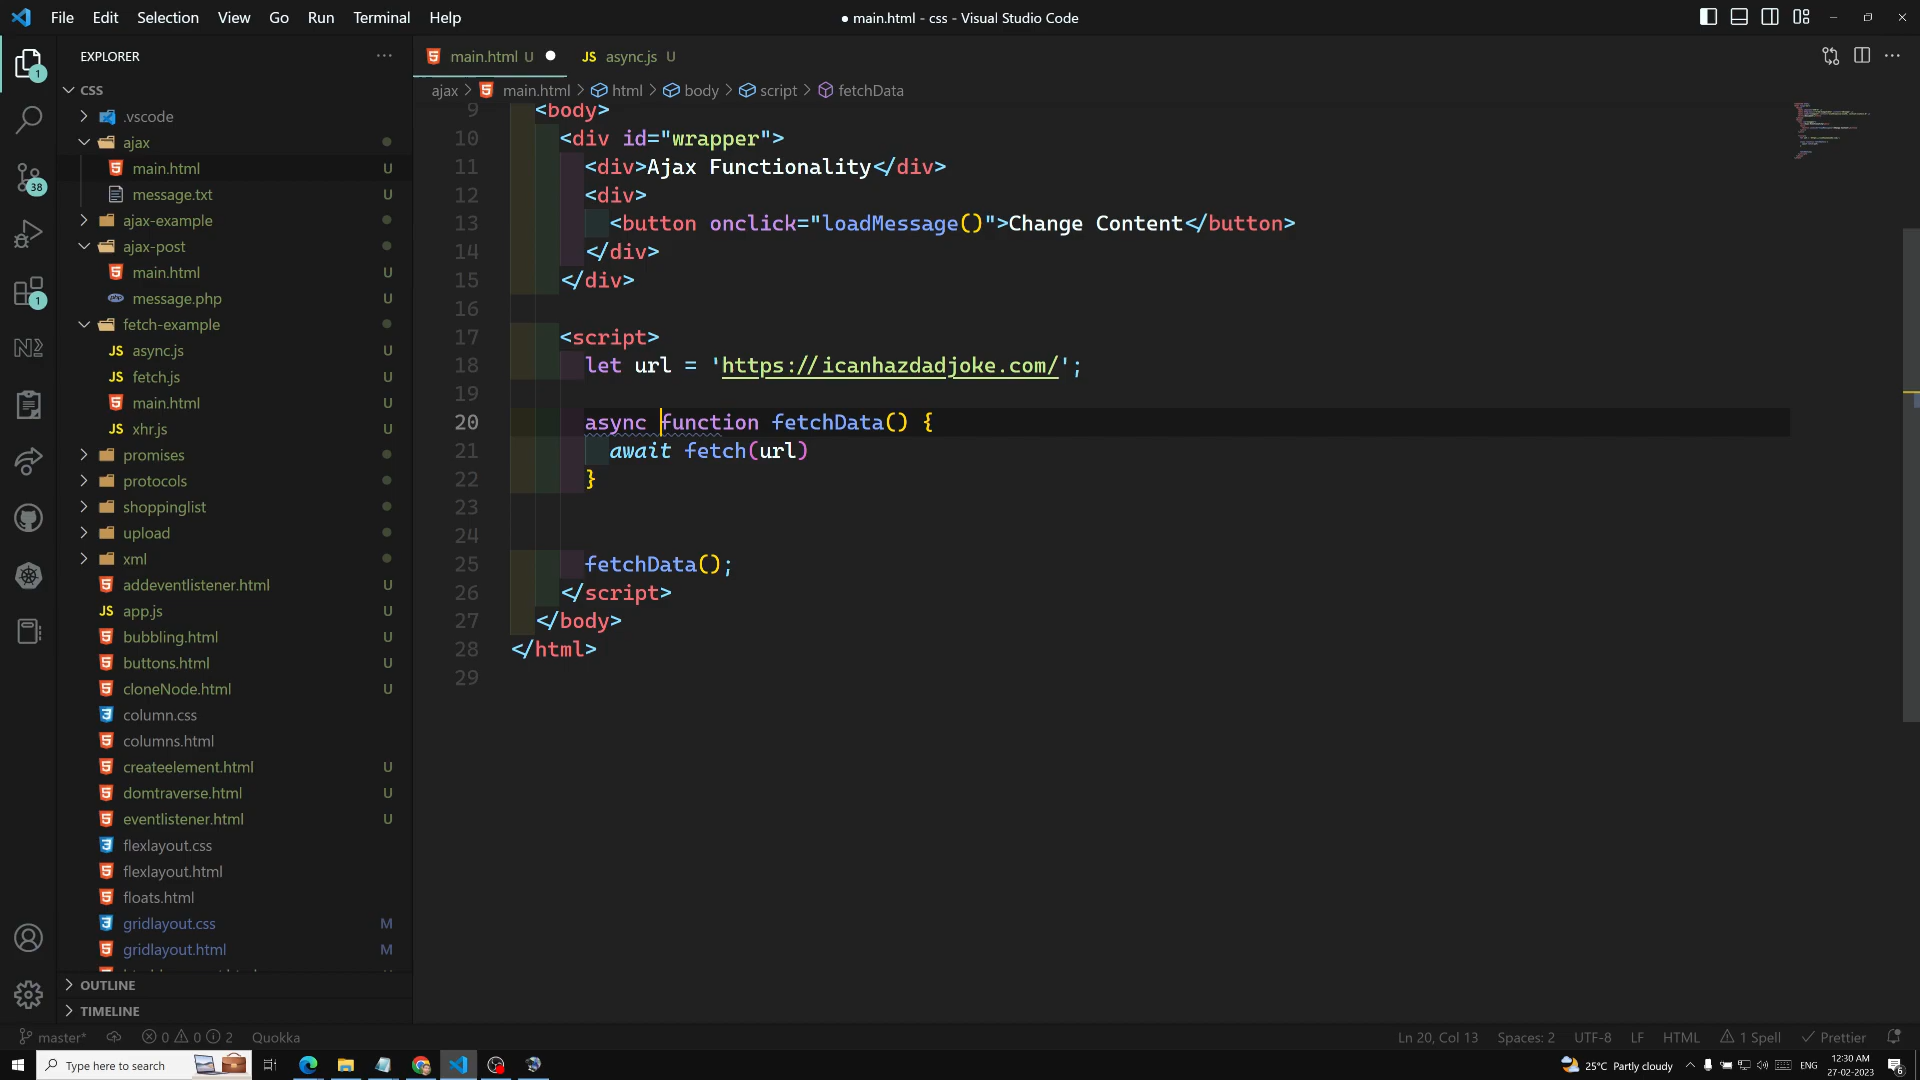 File Edit Selection View Go Run Terminal Help
● main.html - css - Visual Studio Code
EXPLORER
CSS
.vscode
ajax
main.html U
message.txt U
ajax-example
ajax-post
main.html U
message.php U
fetch-example
async.js U
fetch.js U
main.html U
xhr.js U
promises
protocols
shoppinglist
upload
xml
addeventlistener.html U
app.js U
bubbling.html U
buttons.html U
cloneNode.html U
column.css
columns.html
createelement.html U
domtraverse.html U
eventlistener.html U
flexlayout.css
flexlayout.html
floats.html
gridlayout.css M
gridlayout.html M
OUTLINE
TIMELINE
1
38
1
main.html U ●
JS async.js U
ajax > main.html > html > body > script > fetchData
9 <body>
10 <div id="wrapper">
11 <div>Ajax Functionality</div>
12 <div>
13 <button onclick="loadMessage()">Change Content</button>
14 </div>
15 </div>
16
17 <script>
18 let url = 'https://icanhazdadjoke.com/';
19
20 async function fetchData() {
21 await fetch(url)
22 }
23
24
25 fetchData();
26 </script>
27 </body>
28 </html>
29
master* 0 0 2 Quokka
Ln 20, Col 13 Spaces: 2 UTF-8 LF HTML 1 Spell Prettier
Type here to search
25°C Partly cloudy ENG 12:30 AM 27-02-2023 6